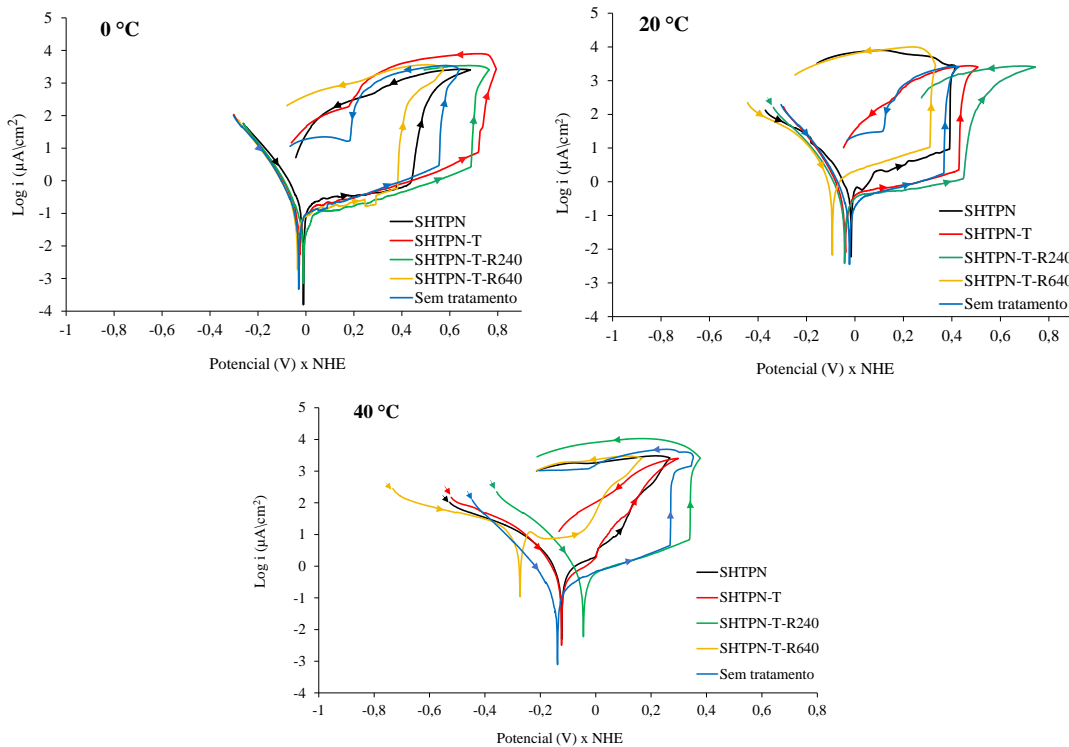 0 °C
5
4
3
2
1
0
-1
-2
-3
-4
Log i (µA\cm²)
-1
-0,8
-0,6
-0,4
-0,2
0
0,2
0,4
0,6
0,8
Potencial (V) x NHE
SHTPN
SHTPN-T
SHTPN-T-R240
SHTPN-T-R640
Sem tratamento
20 °C
5
4
3
2
1
0
-1
-2
-3
-4
Log i (µA\cm²)
-1
-0,8
-0,6
-0,4
-0,2
0
0,2
0,4
0,6
0,8
Potencial (V) x NHE
SHTPN
SHTPN-T
SHTPN-T-R240
SHTPN-T-R640
Sem tratamento
40 °C
5
4
3
2
1
0
-1
-2
-3
-4
Log i (µA\cm²)
-1
-0,8
-0,6
-0,4
-0,2
0
0,2
0,4
0,6
0,8
Potencial (V) x NHE
SHTPN
SHTPN-T
SHTPN-T-R240
SHTPN-T-R640
Sem tratamento